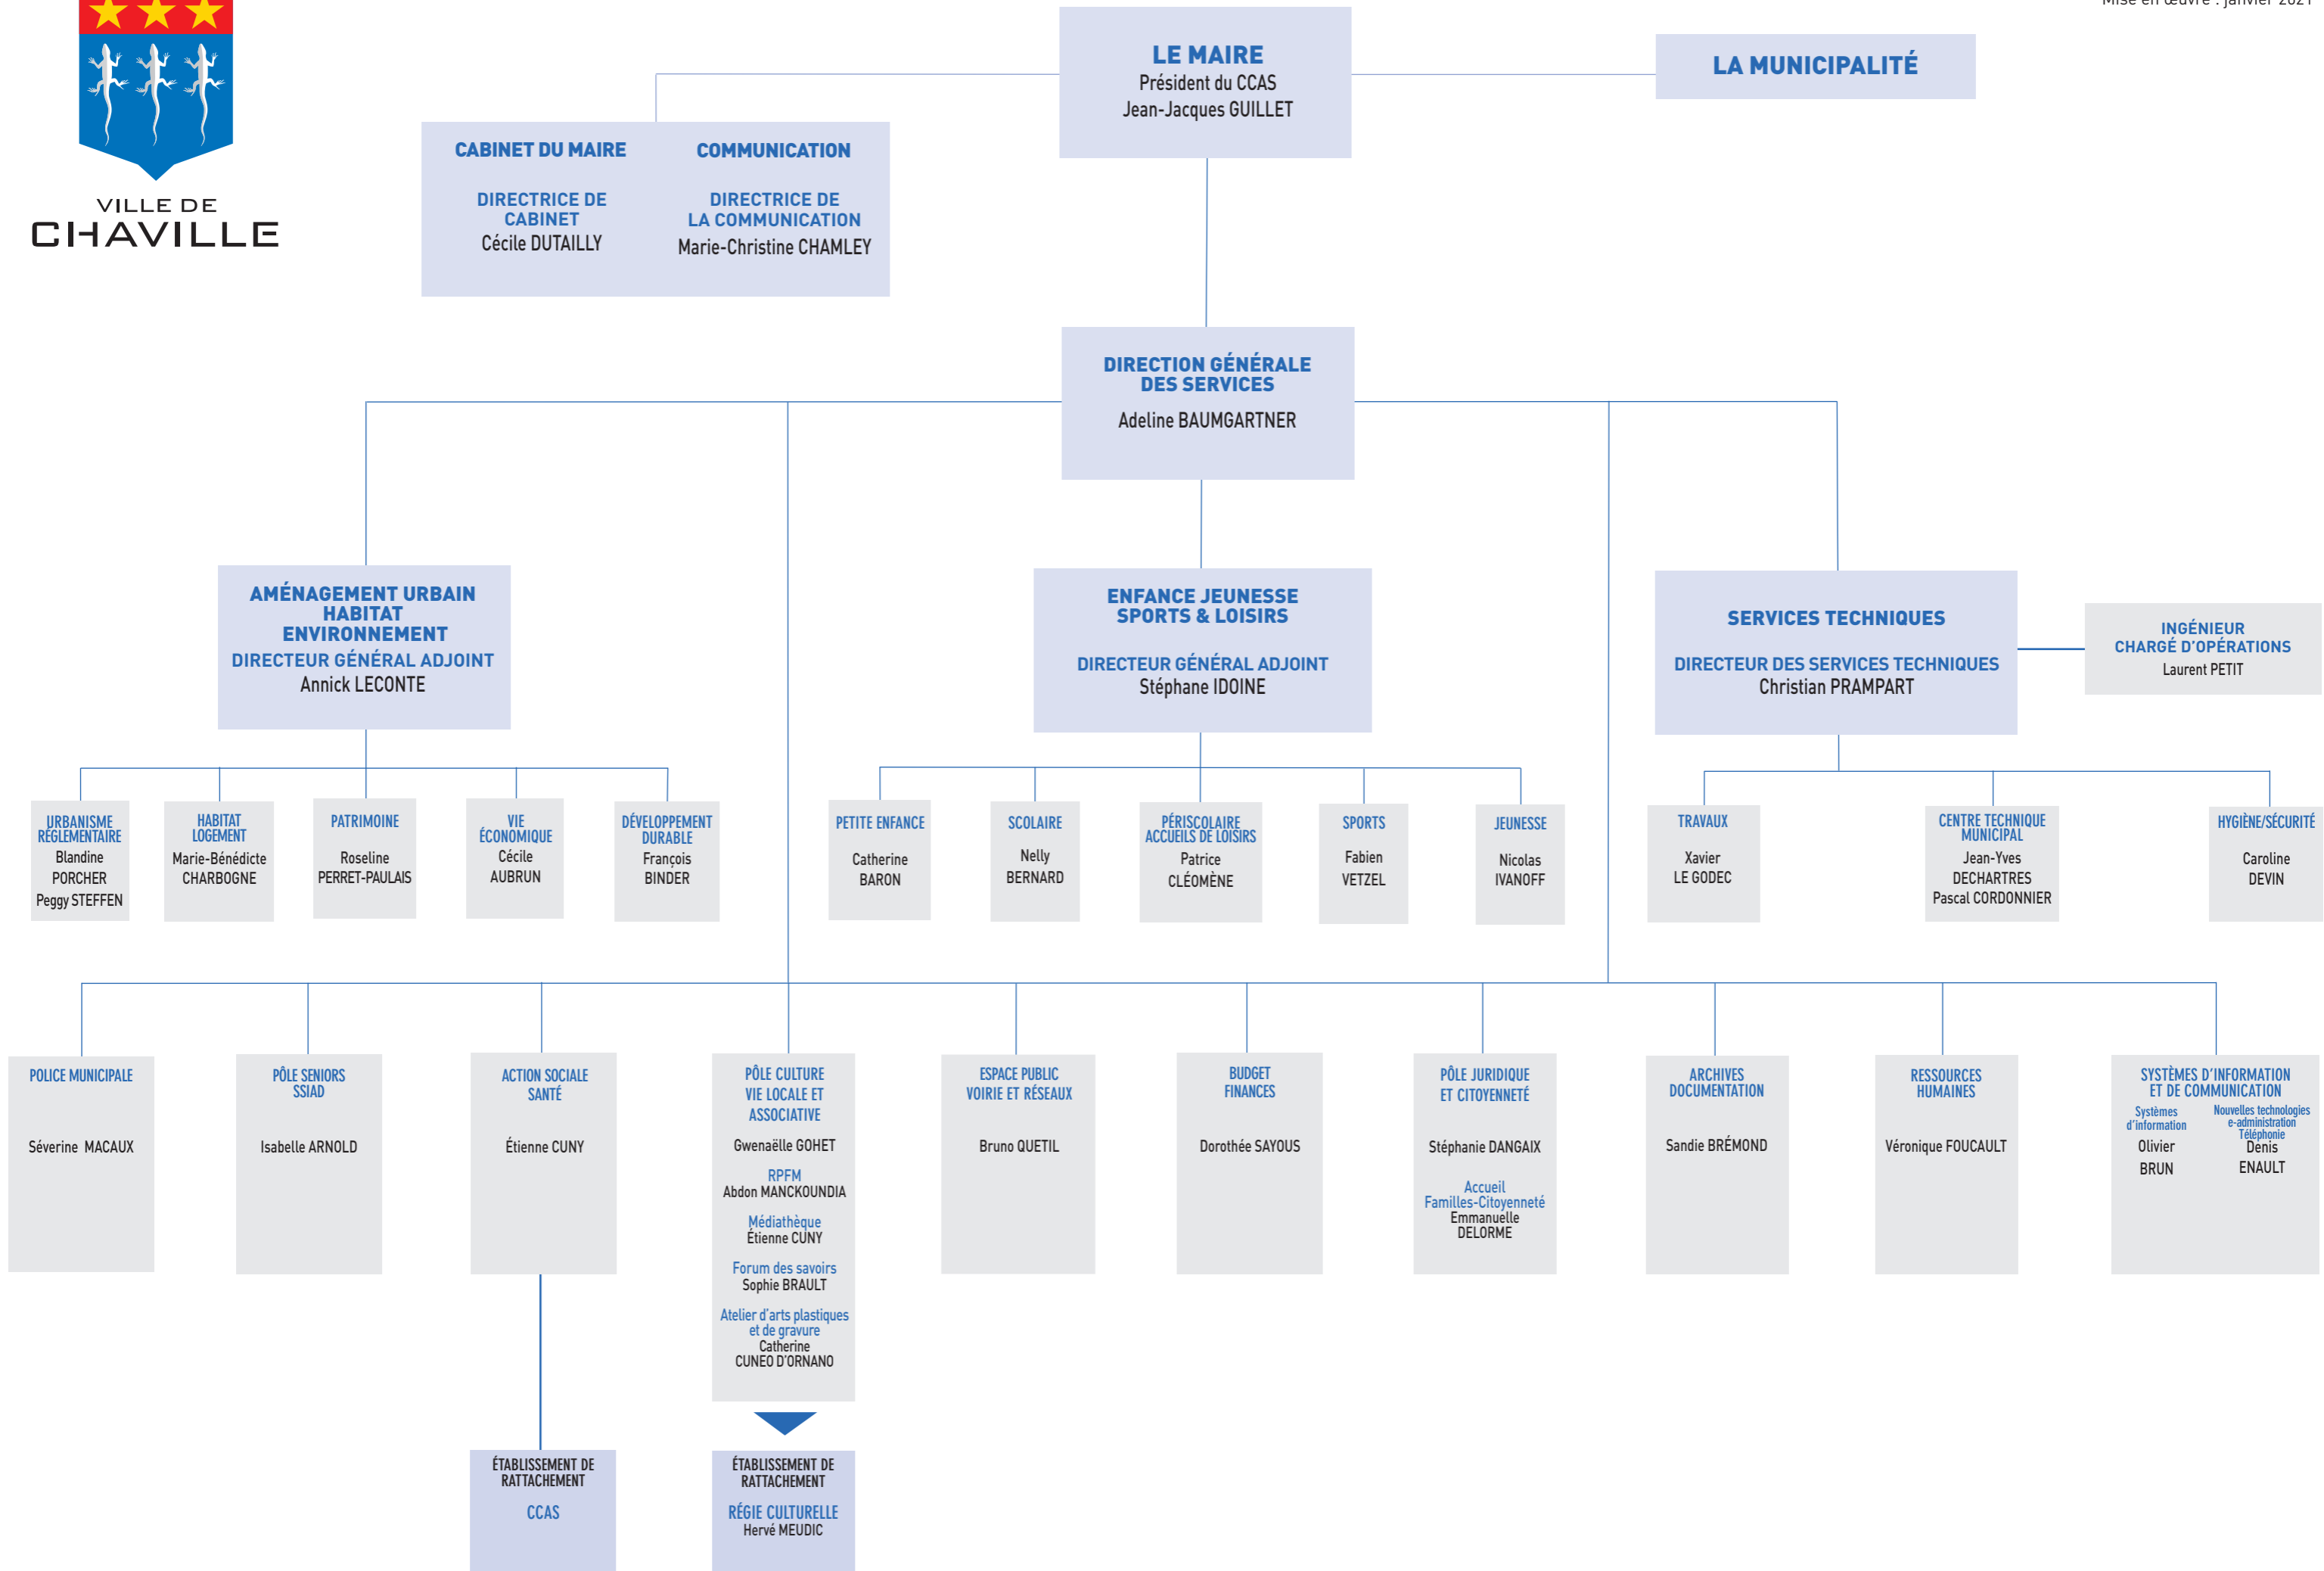 Mise en œuvre : janvier 2021
VILLE DE
CHAVILLE
LE MAIRE
Président du CCAS
Jean-Jacques GUILLET
LA MUNICIPALITÉ
CABINET DU MAIRE
DIRECTRICE DE
CABINET
Cécile DUTAILLY
COMMUNICATION
DIRECTRICE DE
LA COMMUNICATION
Marie-Christine CHAMLEY
DIRECTION GÉNÉRALE
DES SERVICES
Adeline BAUMGARTNER
AMÉNAGEMENT URBAIN
HABITAT
ENVIRONNEMENT
DIRECTEUR GÉNÉRAL ADJOINT
Annick LECONTE
ENFANCE JEUNESSE
SPORTS & LOISIRS
DIRECTEUR GÉNÉRAL ADJOINT
Stéphane IDOINE
SERVICES TECHNIQUES
DIRECTEUR DES SERVICES TECHNIQUES
Christian PRAMPART
INGÉNIEUR
CHARGÉ D'OPÉRATIONS
Laurent PETIT
URBANISME
RÉGLEMENTAIRE
Blandine
PORCHER
Peggy STEFFEN
HABITAT
LOGEMENT
Marie-Bénédicte
CHARBOGNE
PATRIMOINE
Roseline
PERRET-PAULAIS
VIE
ÉCONOMIQUE
Cécile
AUBRUN
DÉVELOPPEMENT
DURABLE
François
BINDER
PETITE ENFANCE
Catherine
BARON
SCOLAIRE
Nelly
BERNARD
PÉRISCOLAIRE
ACCUEILS DE LOISIRS
Patrice
CLÉOMÈNE
SPORTS
Fabien
VETZEL
JEUNESSE
Nicolas
IVANOFF
TRAVAUX
Xavier
LE GODEC
CENTRE TECHNIQUE
MUNICIPAL
Jean-Yves
DECHARTRES
Pascal CORDONNIER
HYGIÈNE/SÉCURITÉ
Caroline
DEVIN
POLICE MUNICIPALE
Séverine MACAUX
PÔLE SENIORS
SSIAD
Isabelle ARNOLD
ACTION SOCIALE
SANTÉ
Étienne CUNY
PÔLE CULTURE
VIE LOCALE ET
ASSOCIATIVE
Gwenaëlle GOHET
RPFM
Abdon MANCKOUNDIA
Médiathèque
Étienne CUNY
Forum des savoirs
Sophie BRAULT
Atelier d'arts plastiques
et de gravure
Catherine
CUNEO D'ORNANO
ESPACE PUBLIC
VOIRIE ET RÉSEAUX
Bruno QUETIL
BUDGET
FINANCES
Dorothée SAYOUS
PÔLE JURIDIQUE
ET CITOYENNETÉ
Stéphanie DANGAIX
Accueil
Familles-Citoyenneté
Emmanuelle
DELORME
ARCHIVES
DOCUMENTATION
Sandie BRÉMOND
RESSOURCES
HUMAINES
Véronique FOUCAULT
SYSTÈMES D'INFORMATION
ET DE COMMUNICATION
Systèmes
d'information
Olivier
BRUN
Nouvelles technologies
e-administration
Téléphonie
Denis
ENAULT
ÉTABLISSEMENT DE
RATTACHEMENT
CCAS
ÉTABLISSEMENT DE
RATTACHEMENT
RÉGIE CULTURELLE
Hervé MEUDIC